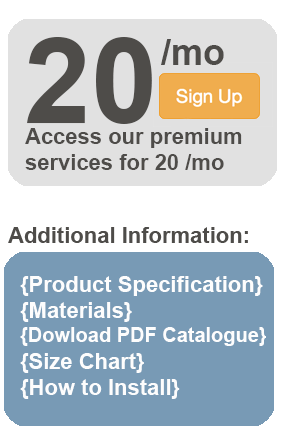 20 /mo
Sign Up
Access our premium
services for 20 /mo
Additional Information:
{Product Specification}
{Materials}
{Dowload PDF Catalogue}
{Size Chart}
{How to Install}